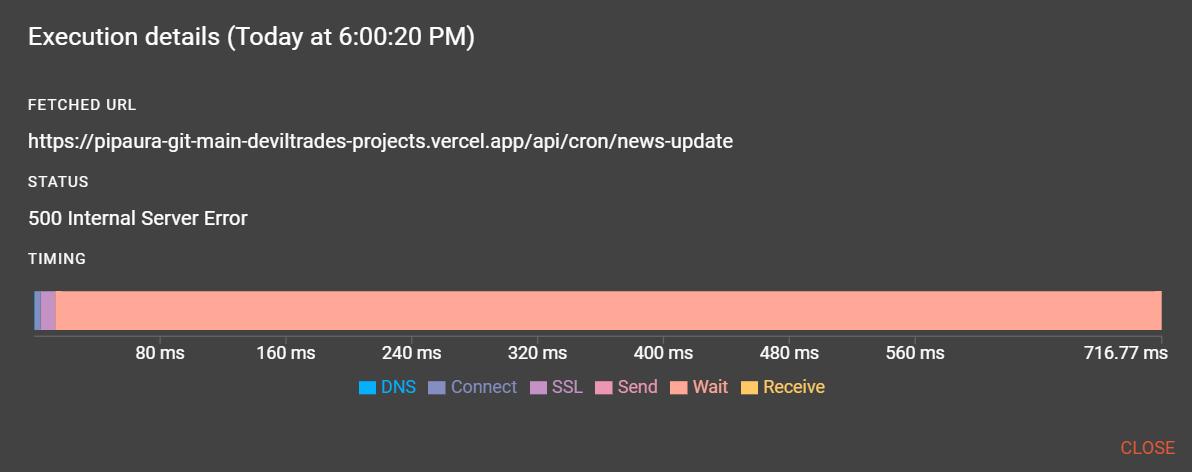 Execution details (Today at 6:00:20 PM)
FETCHED URL
https://pipaura-git-main-deviltrades-projects.vercel.app/api/cron/news-update
STATUS
500 Internal Server Error
TIMING
80 ms 160 ms 240 ms 320 ms 400 ms 480 ms 560 ms 716.77 ms
DNS Connect SSL Send Wait Receive
CLOSE